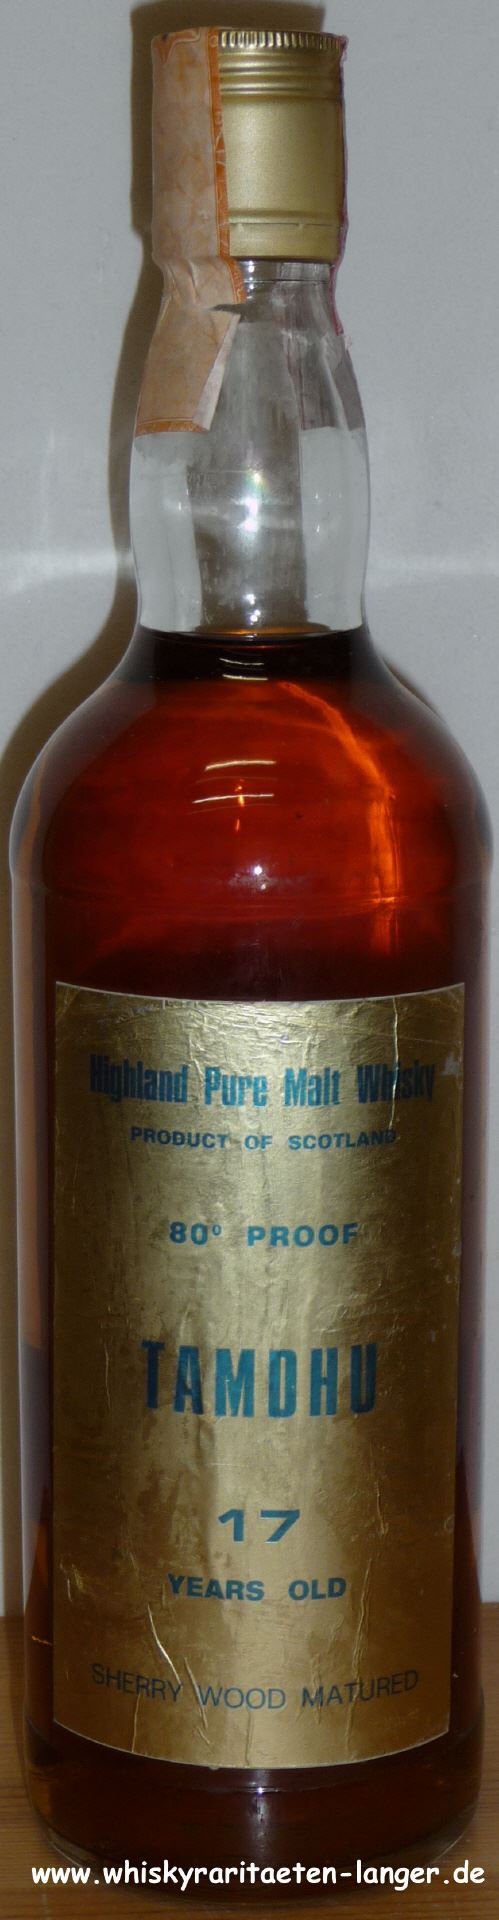 Highland Pure Malt Whisky
PRODUCT OF SCOTLAND
80° PROOF
TAMDHU
17
YEARS OLD
SHERRY WOOD MATURED
www.whiskyraritaeten-langer.de